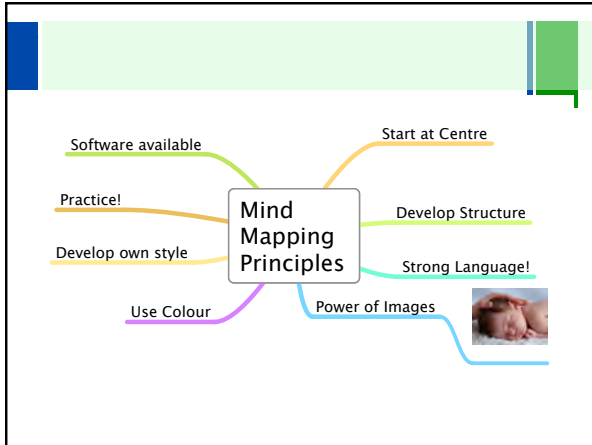 Mind
Mapping
Principles
Start at Centre
Develop Structure
Strong Language!
Power of Images
Use Colour
Develop own style
Practice!
Software available